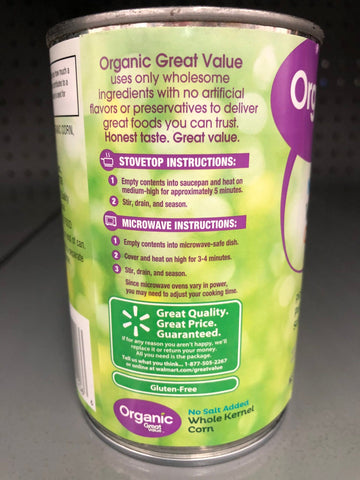 Organic Great Value
uses only wholesome
ingredients with no artificial
flavors or preservatives to deliver
great foods you can trust.
Honest taste. Great value.
STOVETOP INSTRUCTIONS:
1 Empty contents into saucepan and heat on
medium-high for approximately 5 minutes.
2 Stir, drain, and season.
MICROWAVE INSTRUCTIONS:
1 Empty contents into microwave-safe dish.
2 Cover and heat on high for 3-4 minutes.
3 Stir, drain, and season.
Since microwave ovens vary in power,
you may need to adjust your cooking time.
Great Quality.
Great Price.
Guaranteed.
If for any reason you aren't happy, we'll
replace it or return your money.
All you need is the package.
Tell us what you think... 1-877-505-2267
or online at walmart.com/greatvalue
Gluten-Free
Organic
Great
Value
No Salt Added
Whole Kernel
Corn
Orga